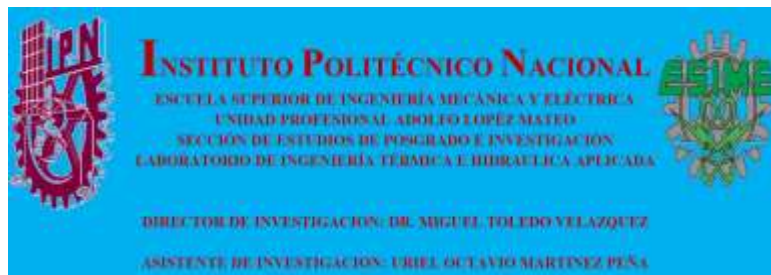 IPN
INSTITUTO POLITÉCNICO NACIONAL
ESIME
ESCUELA SUPERIOR DE INGENIERÍA MECÁNICA Y ELÉCTRICA
UNIDAD PROFESIONAL ADOLFO LOPÉZ MATEO
SECCIÓN DE ESTUDIOS DE POSGRADO E INVESTIGACIÓN
LABORATORIO DE INGENIERÍA TÉRMICA E HIDRAULICA APLICADA
DIRECTOR DE INVESTIGACION: DR. MIGUEL TOLEDO VELAZQUEZ
ASISTENTE DE INVESTIGACION: URIEL OCTAVIO MARTINEZ PEÑA